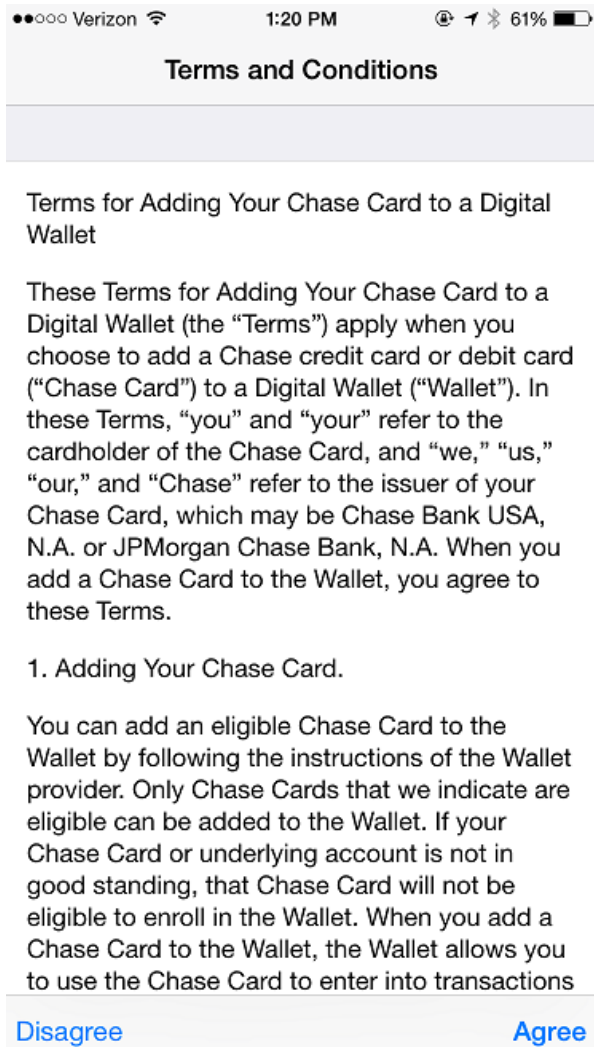 Verizon 1:20 PM 61%
Terms and Conditions
Terms for Adding Your Chase Card to a Digital
Wallet
These Terms for Adding Your Chase Card to a
Digital Wallet (the “Terms”) apply when you
choose to add a Chase credit card or debit card
(“Chase Card”) to a Digital Wallet (“Wallet”). In
these Terms, “you” and “your” refer to the
cardholder of the Chase Card, and “we,” “us,”
“our,” and “Chase” refer to the issuer of your
Chase Card, which may be Chase Bank USA,
N.A. or JPMorgan Chase Bank, N.A. When you
add a Chase Card to the Wallet, you agree to
these Terms.
1. Adding Your Chase Card.
You can add an eligible Chase Card to the
Wallet by following the instructions of the Wallet
provider. Only Chase Cards that we indicate are
eligible can be added to the Wallet. If your
Chase Card or underlying account is not in
good standing, that Chase Card will not be
eligible to enroll in the Wallet. When you add a
Chase Card to the Wallet, the Wallet allows you
to use the Chase Card to enter into transactions
Disagree Agree